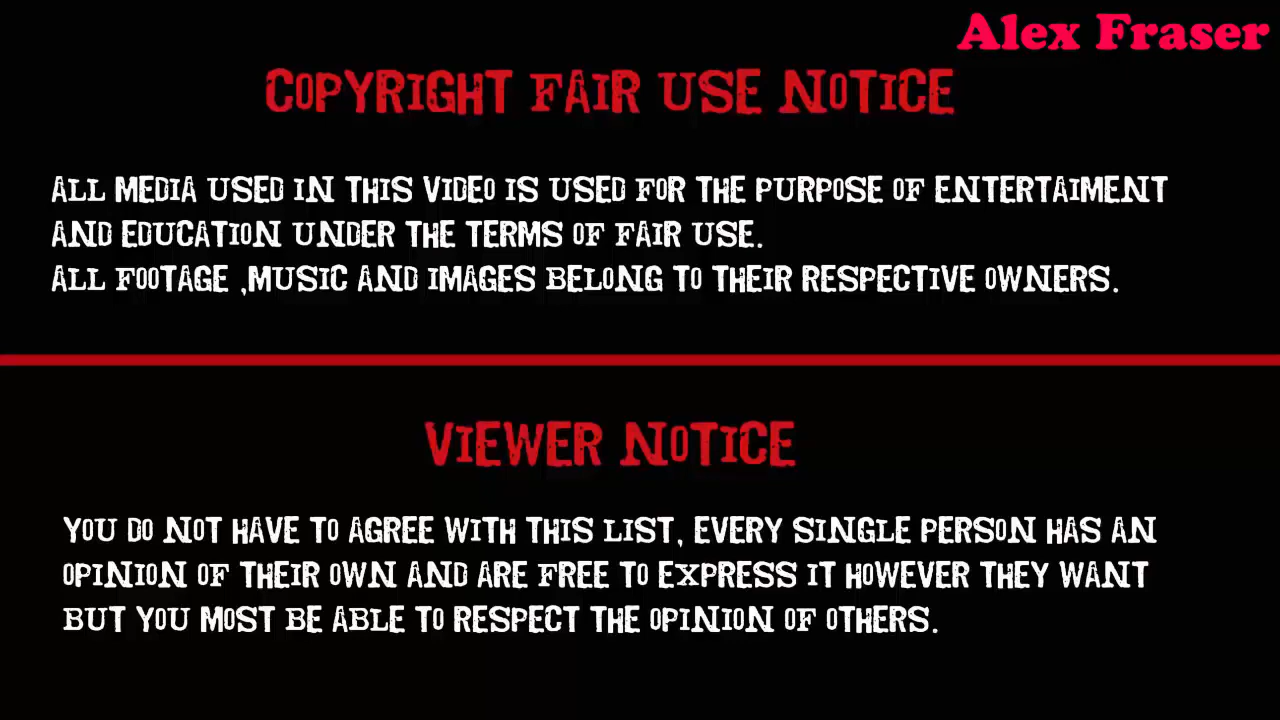 Alex Fraser
COPYRIGHT FAIR USE NOTICE
ALL MEDIA USED IN THIS VIDEO IS USED FOR THE PURPOSE OF ENTERTAIMENT
AND EDUCATION UNDER THE TERMS OF FAIR USE.
ALL FOOTAGE ,MUSIC AND IMAGES BELONG TO THEIR RESPECTIVE OWNERS.
VIEWER NOTICE
YOU DO NOT HAVE TO AGREE WITH THIS LIST, EVERY SINGLE PERSON HAS AN
OPINION OF THEIR OWN AND ARE FREE TO EXPRESS IT HOWEVER THEY WANT
BUT YOU MOST BE ABLE TO RESPECT THE OPINION OF OTHERS.